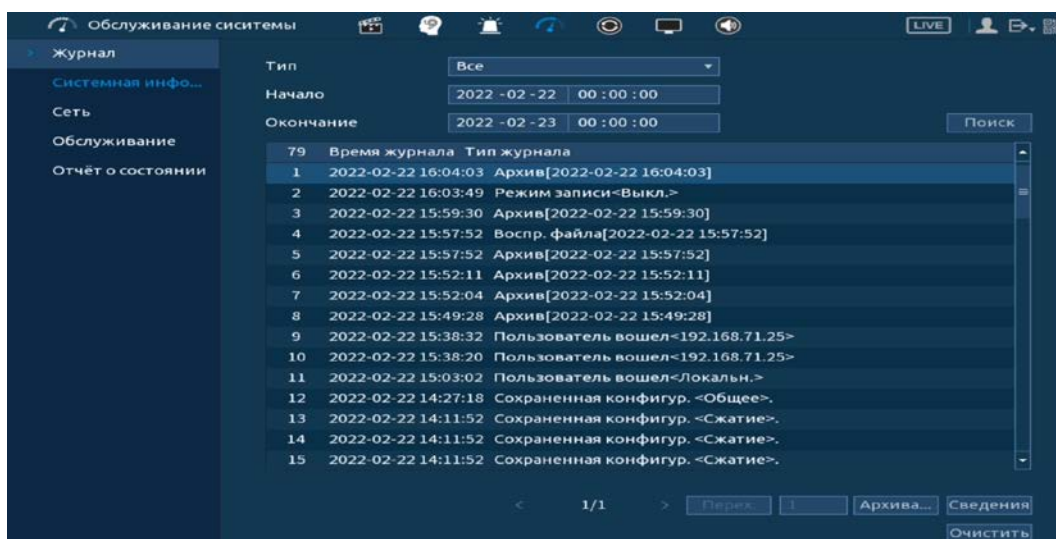 Обслуживание сиситемы LIVE
Журнал
Системная инфо...
Сеть
Обслуживание
Отчёт о состоянии
Тип Все
Начало 2022 -02 -22 00 :00 :00
Окончание 2022 -02 -23 00 :00 :00 Поиск
79 Время журнала Тип журнала
1 2022-02-22 16:04:03 Архив[2022-02-22 16:04:03]
2 2022-02-22 16:03:49 Режим записи<Выкл.>
3 2022-02-22 15:59:30 Архив[2022-02-22 15:59:30]
4 2022-02-22 15:57:52 Воспр. файла[2022-02-22 15:57:52]
5 2022-02-22 15:57:52 Архив[2022-02-22 15:57:52]
6 2022-02-22 15:52:11 Архив[2022-02-22 15:52:11]
7 2022-02-22 15:52:04 Архив[2022-02-22 15:52:04]
8 2022-02-22 15:49:28 Архив[2022-02-22 15:49:28]
9 2022-02-22 15:38:32 Пользователь вошел<192.168.71.25>
10 2022-02-22 15:38:20 Пользователь вошел<192.168.71.25>
11 2022-02-22 15:03:02 Пользователь вошел<Локальн.>
12 2022-02-22 14:27:18 Сохраненная конфигур. <Общее>.
13 2022-02-22 14:11:52 Сохраненная конфигур. <Сжатие>.
14 2022-02-22 14:11:52 Сохраненная конфигур. <Сжатие>.
15 2022-02-22 14:11:52 Сохраненная конфигур. <Сжатие>.
< 1/1 > Перех. 1 Архива... Сведения
Очистить